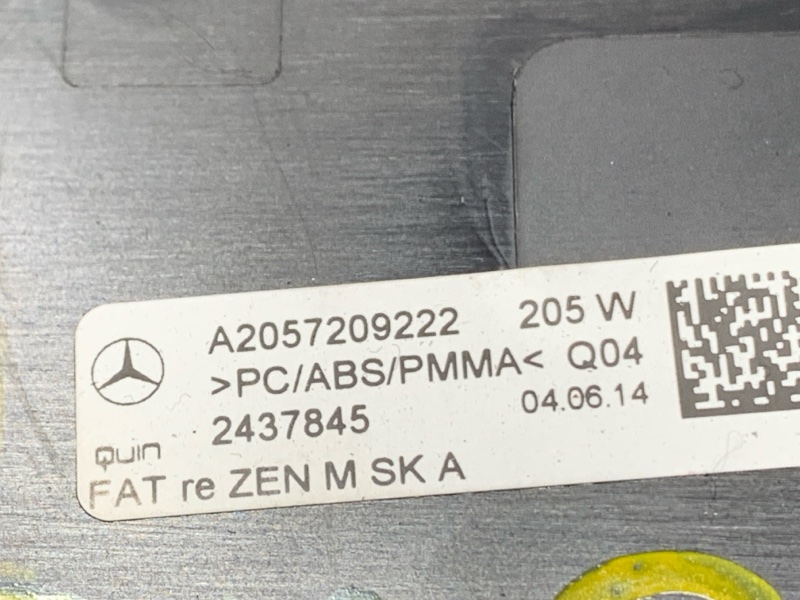 A2057209222 205 W
>PC/ABS/PMMA< Q04
2437845 04.06.14
Quin
FAT re ZEN M SK A